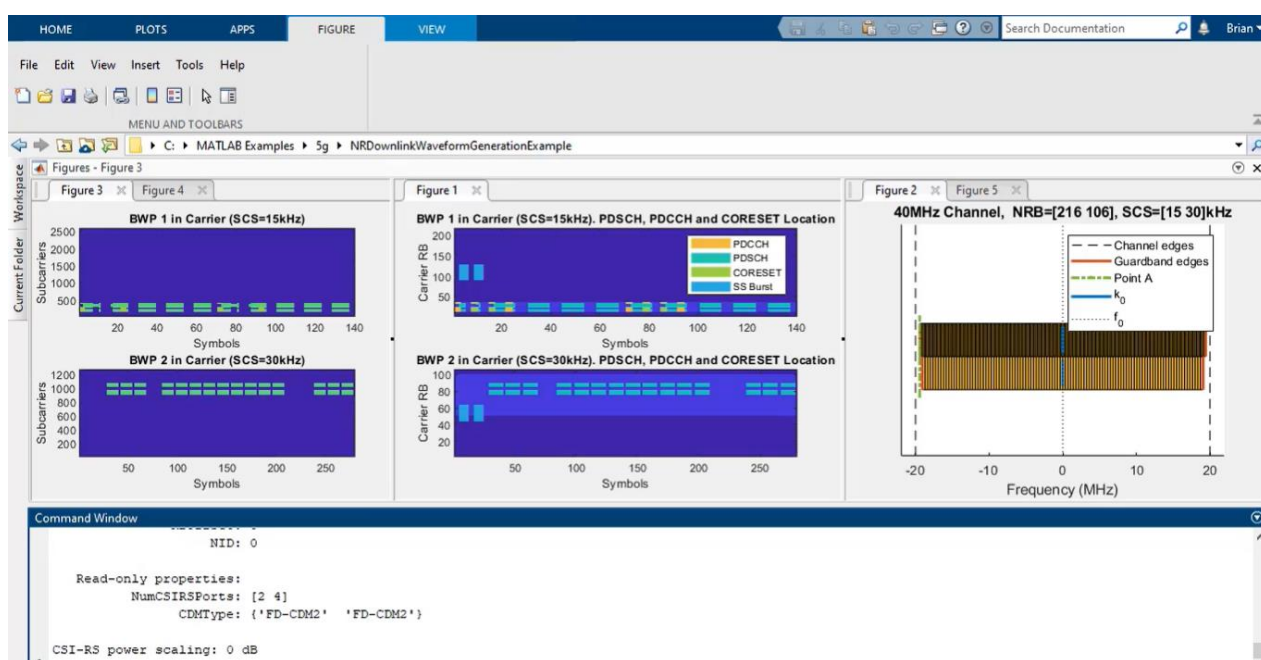 HOME PLOTS APPS FIGURE VIEW Search Documentation Brian
File Edit View Insert Tools Help
MENU AND TOOLBARS
C: MATLAB Examples 5g NRDownlinkWaveformGenerationExample
Workspace
Current Folder
Figures - Figure 3
Figure 3 Figure 4
BWP 1 in Carrier (SCS=15kHz)
Subcarriers
2500
2000
1500
1000
500
20 40 60 80 100 120 140
Symbols
BWP 2 in Carrier (SCS=30kHz)
Subcarriers
1200
1000
800
600
400
200
50 100 150 200 250
Symbols
Figure 1
BWP 1 in Carrier (SCS=15kHz). PDSCH, PDCCH and CORESET Location
Carrier RB
200
150
100
50
PDCCH
PDSCH
CORESET
SS Burst
20 40 60 80 100 120 140
Symbols
BWP 2 in Carrier (SCS=30kHz). PDSCH, PDCCH and CORESET Location
Carrier RB
100
80
60
40
20
50 100 150 200 250
Symbols
Figure 2 Figure 5
40MHz Channel, NRB=[216 106], SCS=[15 30]kHz
Channel edges
Guardband edges
Point A
k0
f0
-20 -10 0 10 20
Frequency (MHz)
Command Window
NID: 0
Read-only properties:
NumCSIRSPorts: [2 4]
CDMType: {'FD-CDM2' 'FD-CDM2'}
CSI-RS power scaling: 0 dB